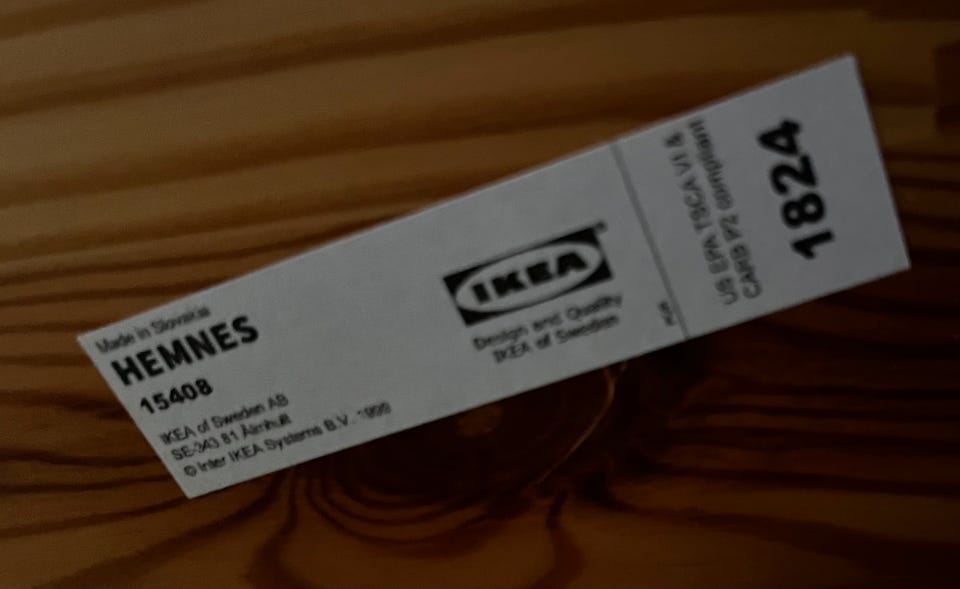 Made in Slovakia
HEMNES
15408
IKEA of Sweden AB
SE-343 81 Älmhult
© Inter IKEA Systems B.V. 1999
IKEA®
Design and Quality
IKEA of Sweden
US EPA TSCA VI &
CARB P2 compliant
1824